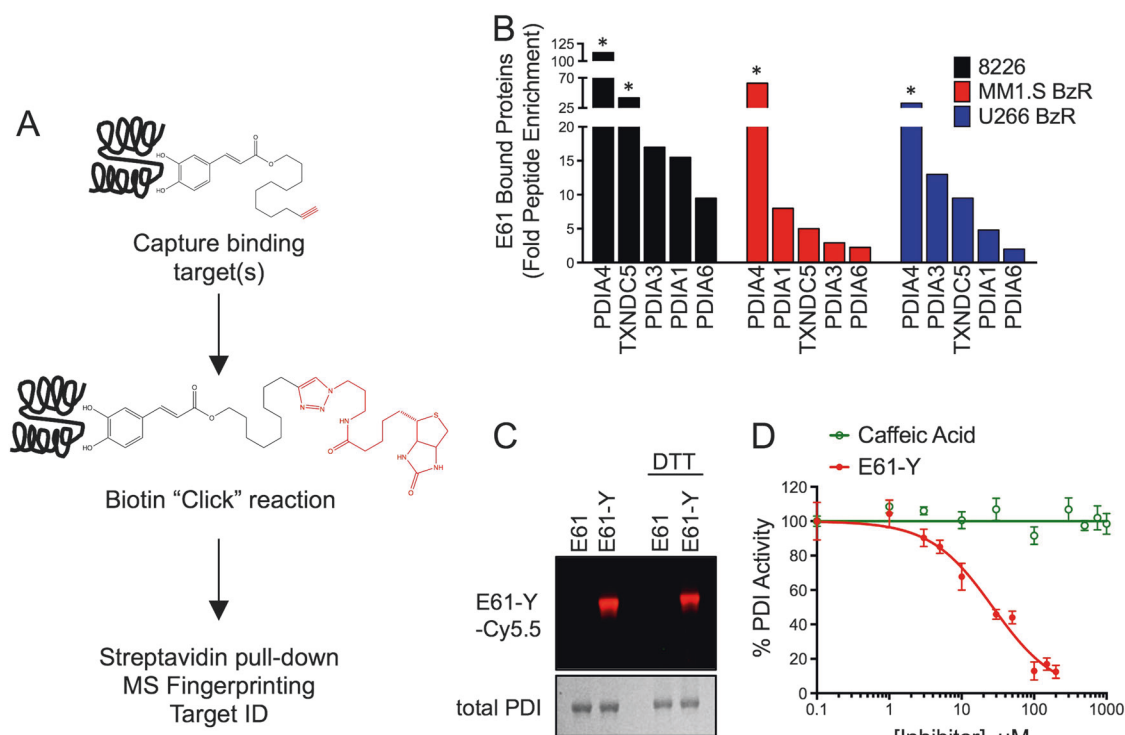 A
HO
HO
O
O
Capture binding
target(s)
HO
HO
O
O
N
N
N
HN
O
S
HN
NH
O
Biotin “Click” reaction
Streptavidin pull-down
MS Fingerprinting
Target ID
B
E61 Bound Proteins
(Fold Peptide Enrichment)
125
100
70
25
20
15
10
5
0
*
*
*
*
8226
MM1.S BzR
U266 BzR
PDIA4
TXNDC5
PDIA3
PDIA1
PDIA6
PDIA4
PDIA1
TXNDC5
PDIA3
PDIA6
PDIA4
PDIA3
TXNDC5
PDIA1
PDIA6
C
DTT
E61
E61-Y
E61
E61-Y
E61-Y
-Cy5.5
total PDI
D
Caffeic Acid
E61-Y
% PDI Activity
120
100
80
60
40
20
0
0.1
1
10
100
1000
[Inhibitor], µM